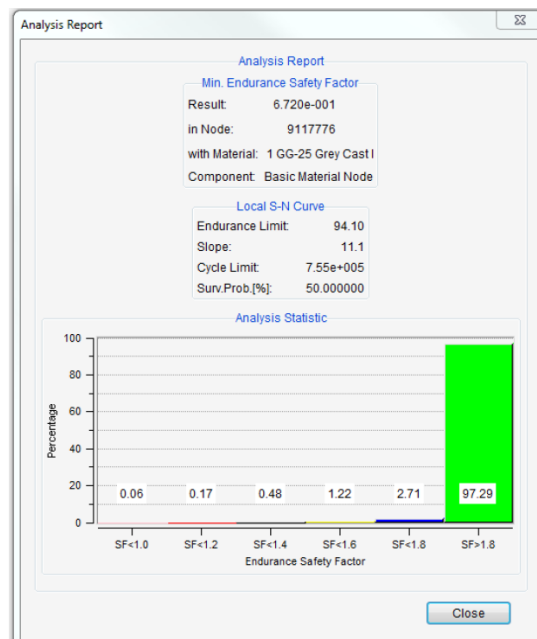 Analysis Report
Analysis Report
Min. Endurance Safety Factor
Result: 6.720e-001
in Node: 9117776
with Material: 1 GG-25 Grey Cast I
Component: Basic Material Node
Local S-N Curve
Endurance Limit: 94.10
Slope: 11.1
Cycle Limit: 7.55e+005
Surv.Prob.[%]: 50.000000
Analysis Statistic
100
80
60
40
20
0
Percentage
0.06 0.17 0.48 1.22 2.71 97.29
SF<1.0 SF<1.2 SF<1.4 SF<1.6 SF<1.8 SF>1.8
Endurance Safety Factor
Close